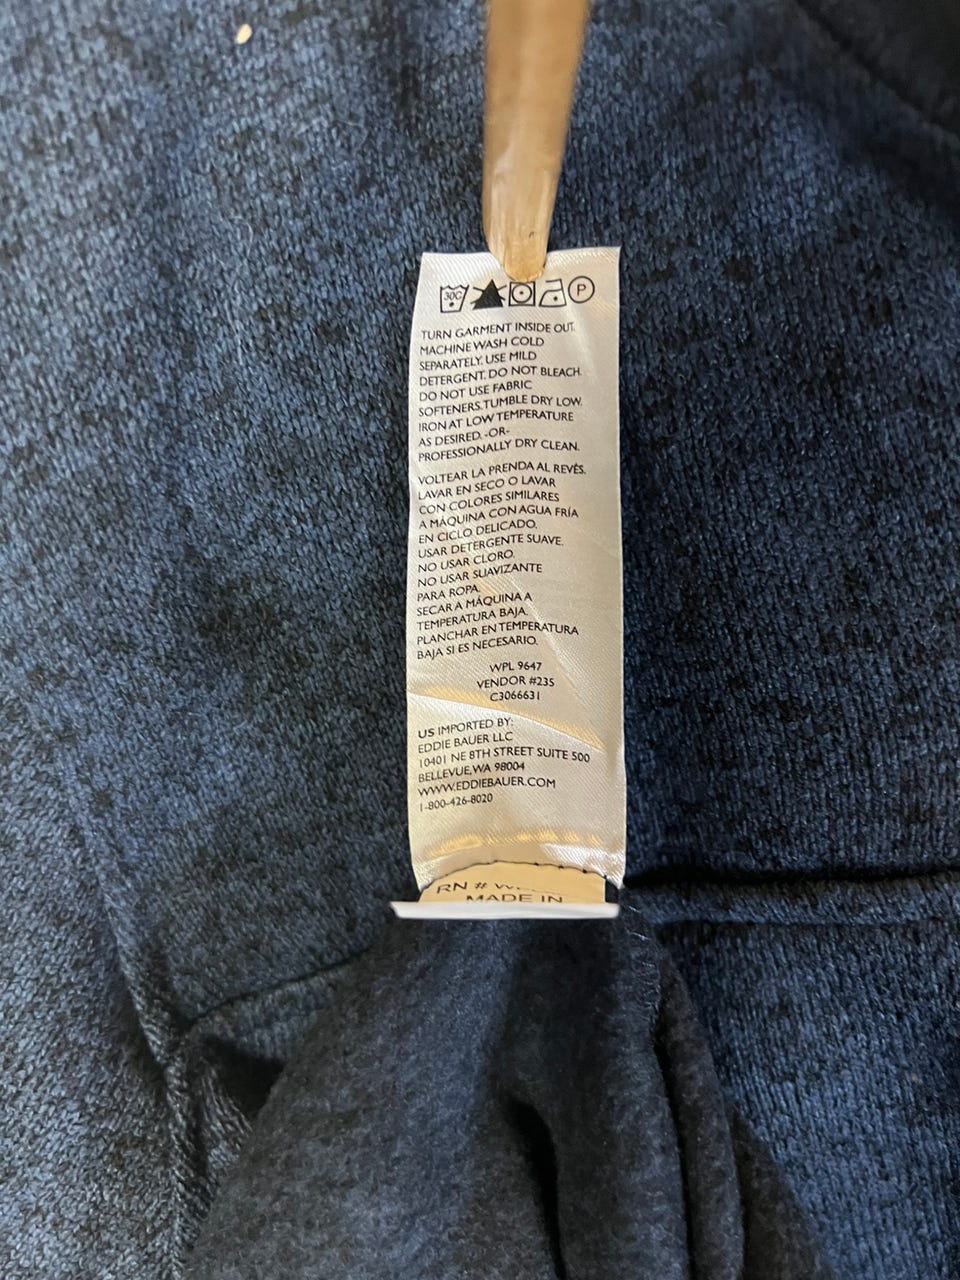 30C P
TURN GARMENT INSIDE OUT.
MACHINE WASH COLD
SEPARATELY. USE MILD
DETERGENT. DO NOT BLEACH.
DO NOT USE FABRIC
SOFTENERS. TUMBLE DRY LOW.
IRON AT LOW TEMPERATURE
AS DESIRED. -OR-
PROFESSIONALLY DRY CLEAN.
VOLTEAR LA PRENDA AL REVÉS.
LAVAR EN SECO O LAVAR
CON COLORES SIMILARES
A MÁQUINA CON AGUA FRÍA
EN CICLO DELICADO.
USAR DETERGENTE SUAVE.
NO USAR CLORO.
NO USAR SUAVIZANTE
PARA ROPA.
SECAR A MÁQUINA A
TEMPERATURA BAJA.
PLANCHAR EN TEMPERATURA
BAJA SI ES NECESARIO.
WPL 9647
VENDOR #235
C3066631
US IMPORTED BY:
EDDIE BAUER LLC
10401 NE 8TH STREET SUITE 500
BELLEVUE, WA 98004
WWW.EDDIEBAUER.COM
1-800-426-8020
RN #
MADE IN